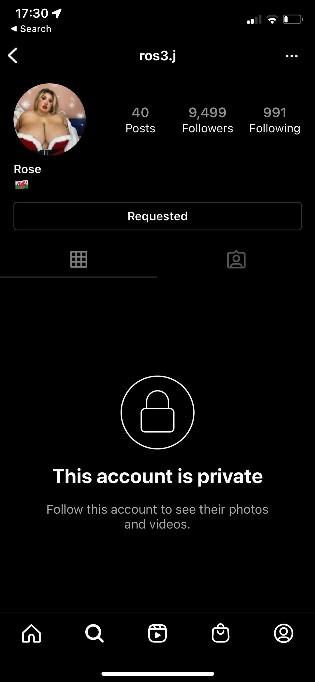 17:30
Search
ros3.j
40
9,499
991
Posts
Followers
Following
Rose
Requested
This account is private
Follow this account to see their photos
and videos.